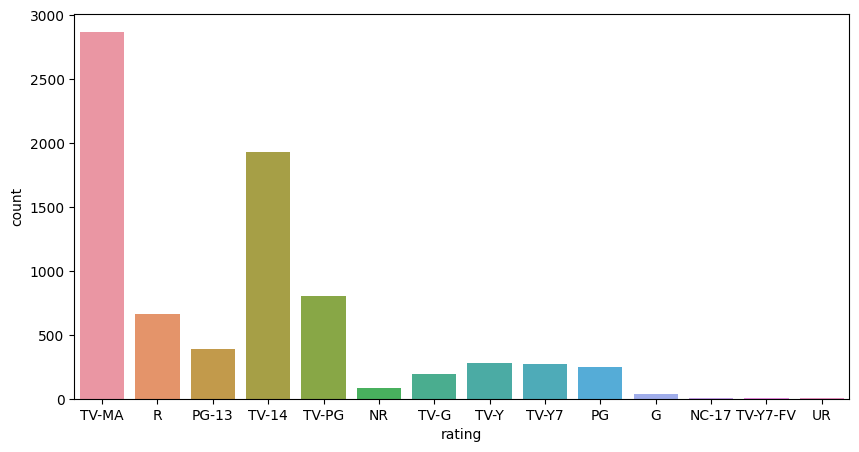 3000
2500
2000
1500
1000
500
0
count
TV-MA R PG-13 TV-14 TV-PG NR TV-G TV-Y TV-Y7 PG G NC-17 TV-Y7-FV UR
rating